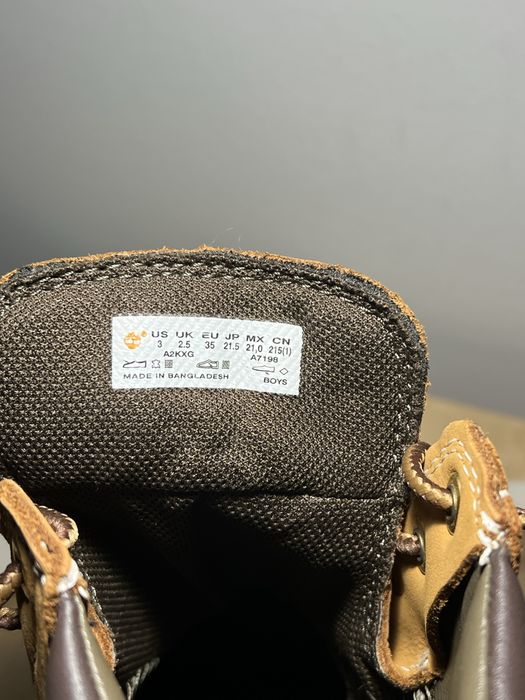 US UK EU JP MX CN
3 2.5 35 21.5 21,0 215(1)
A2KXG A7198
MADE IN BANGLADESH BOYS